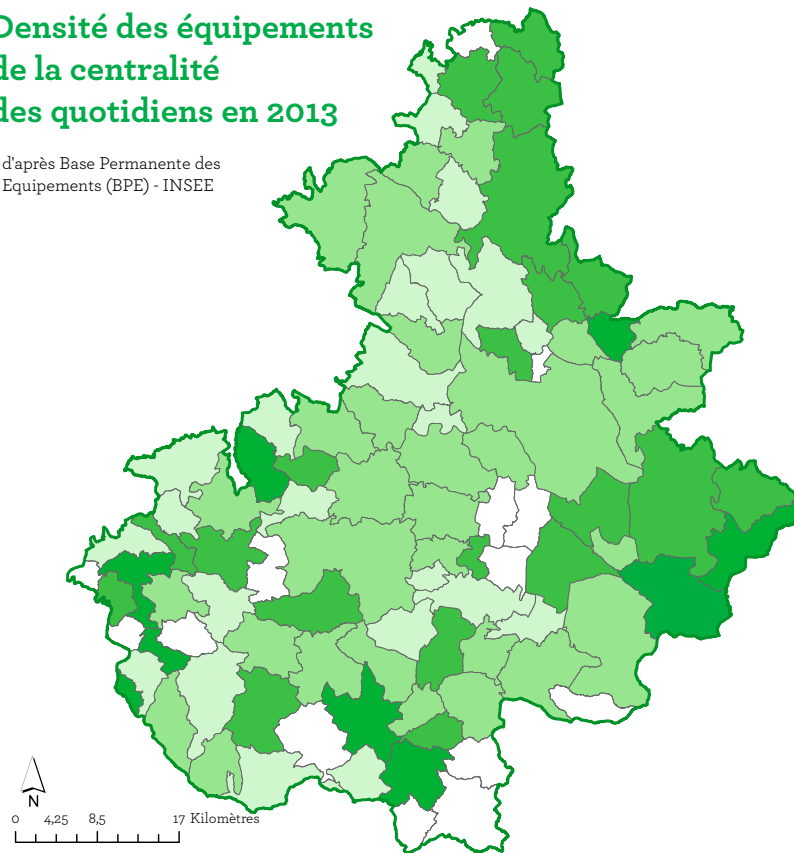 Densité des équipements
de la centralité
des quotidiens en 2013
d'après Base Permanente des
Equipements (BPE) - INSEE
N
0 4,25 8,5 17 Kilomètres